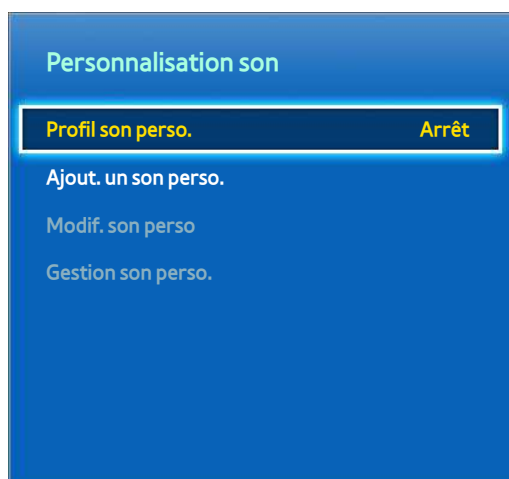 Personnalisation son
Profil son perso. Arrêt
Ajout. un son perso.
Modif. son perso
Gestion son perso.